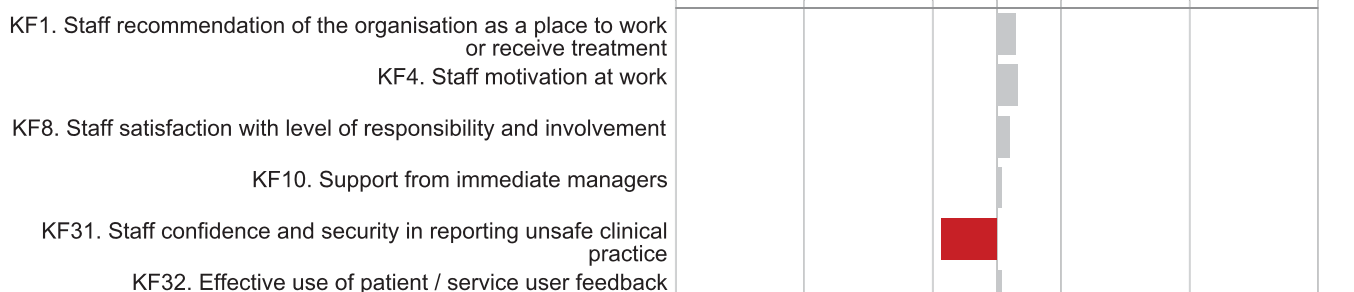 KF1. Staff recommendation of the organisation as a place to work
or receive treatment
KF4. Staff motivation at work
KF8. Staff satisfaction with level of responsibility and involvement
KF10. Support from immediate managers
KF31. Staff confidence and security in reporting unsafe clinical
practice
KF32. Effective use of patient / service user feedback